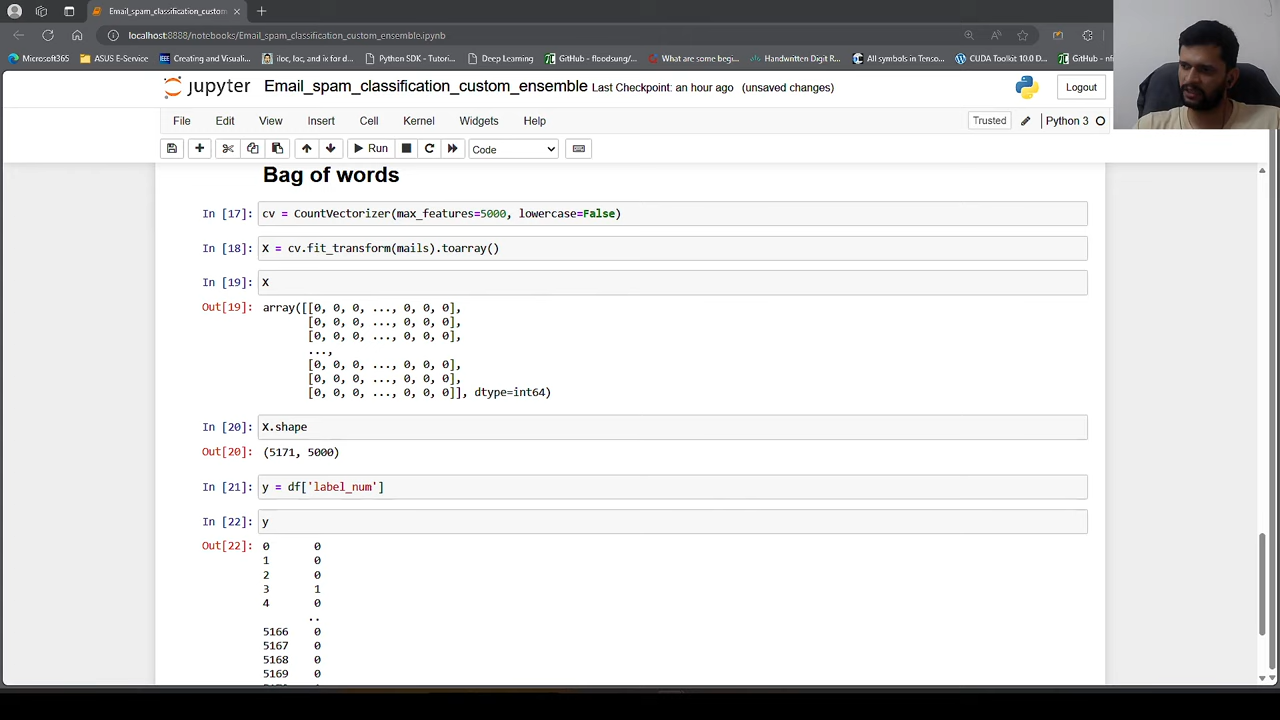 Email_spam_classification_custom
localhost:8888/notebooks/Email_spam_classification_custom_ensemble.ipynb
Microsoft365 ASUS E-Service Creating and Visuali... iloc, loc, and ix for d... Python SDK - Tutori... Deep Learning GitHub - floodsung/... What are some begi... Handwritten Digit R... All symbols in Tenso... CUDA Toolkit 10.0 D... GitHub - nf
jupyter Email_spam_classification_custom_ensemble Last Checkpoint: an hour ago (unsaved changes) Logout
File Edit View Insert Cell Kernel Widgets Help Trusted Python 3
Run Code
Bag of words
In [17]: cv = CountVectorizer(max_features=5000, lowercase=False)
In [18]: X = cv.fit_transform(mails).toarray()
In [19]: X
Out[19]: array([[0, 0, 0, ..., 0, 0, 0],
[0, 0, 0, ..., 0, 0, 0],
[0, 0, 0, ..., 0, 0, 0],
...,
[0, 0, 0, ..., 0, 0, 0],
[0, 0, 0, ..., 0, 0, 0],
[0, 0, 0, ..., 0, 0, 0]], dtype=int64)
In [20]: X.shape
Out[20]: (5171, 5000)
In [21]: y = df['label_num']
In [22]: y
Out[22]: 0 0
1 0
2 0
3 1
4 0
..
5166 0
5167 0
5168 0
5169 0